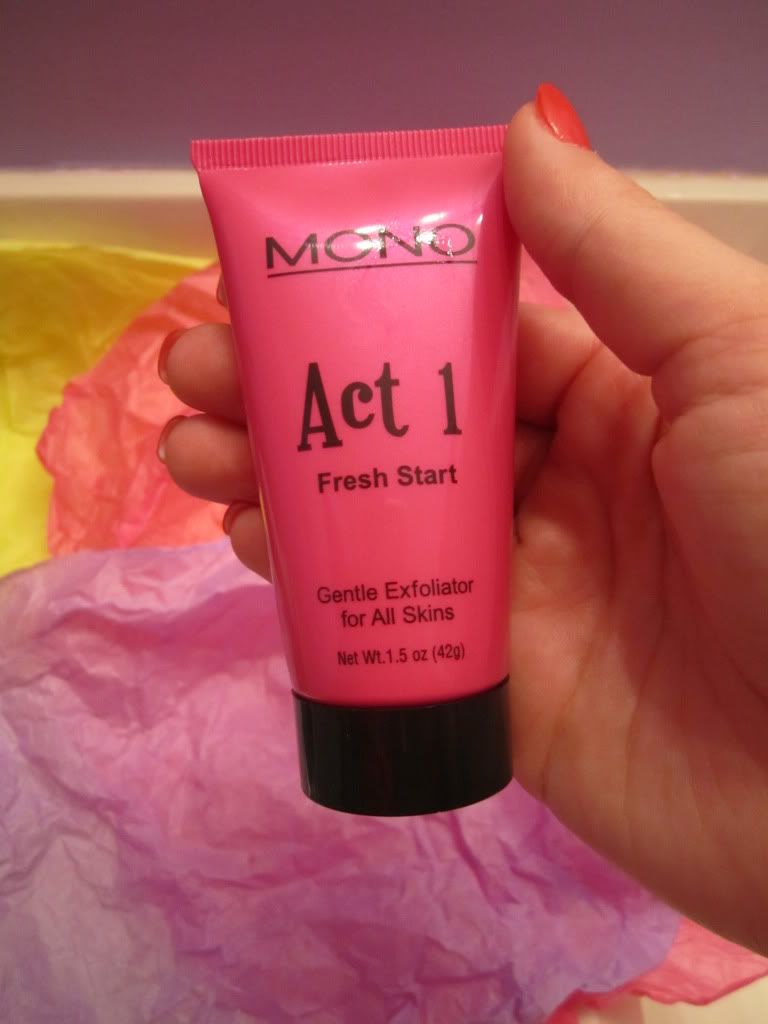 MONO
Act 1
Fresh Start
Gentle Exfoliator
for All Skins
Net Wt.1.5 oz (42g)